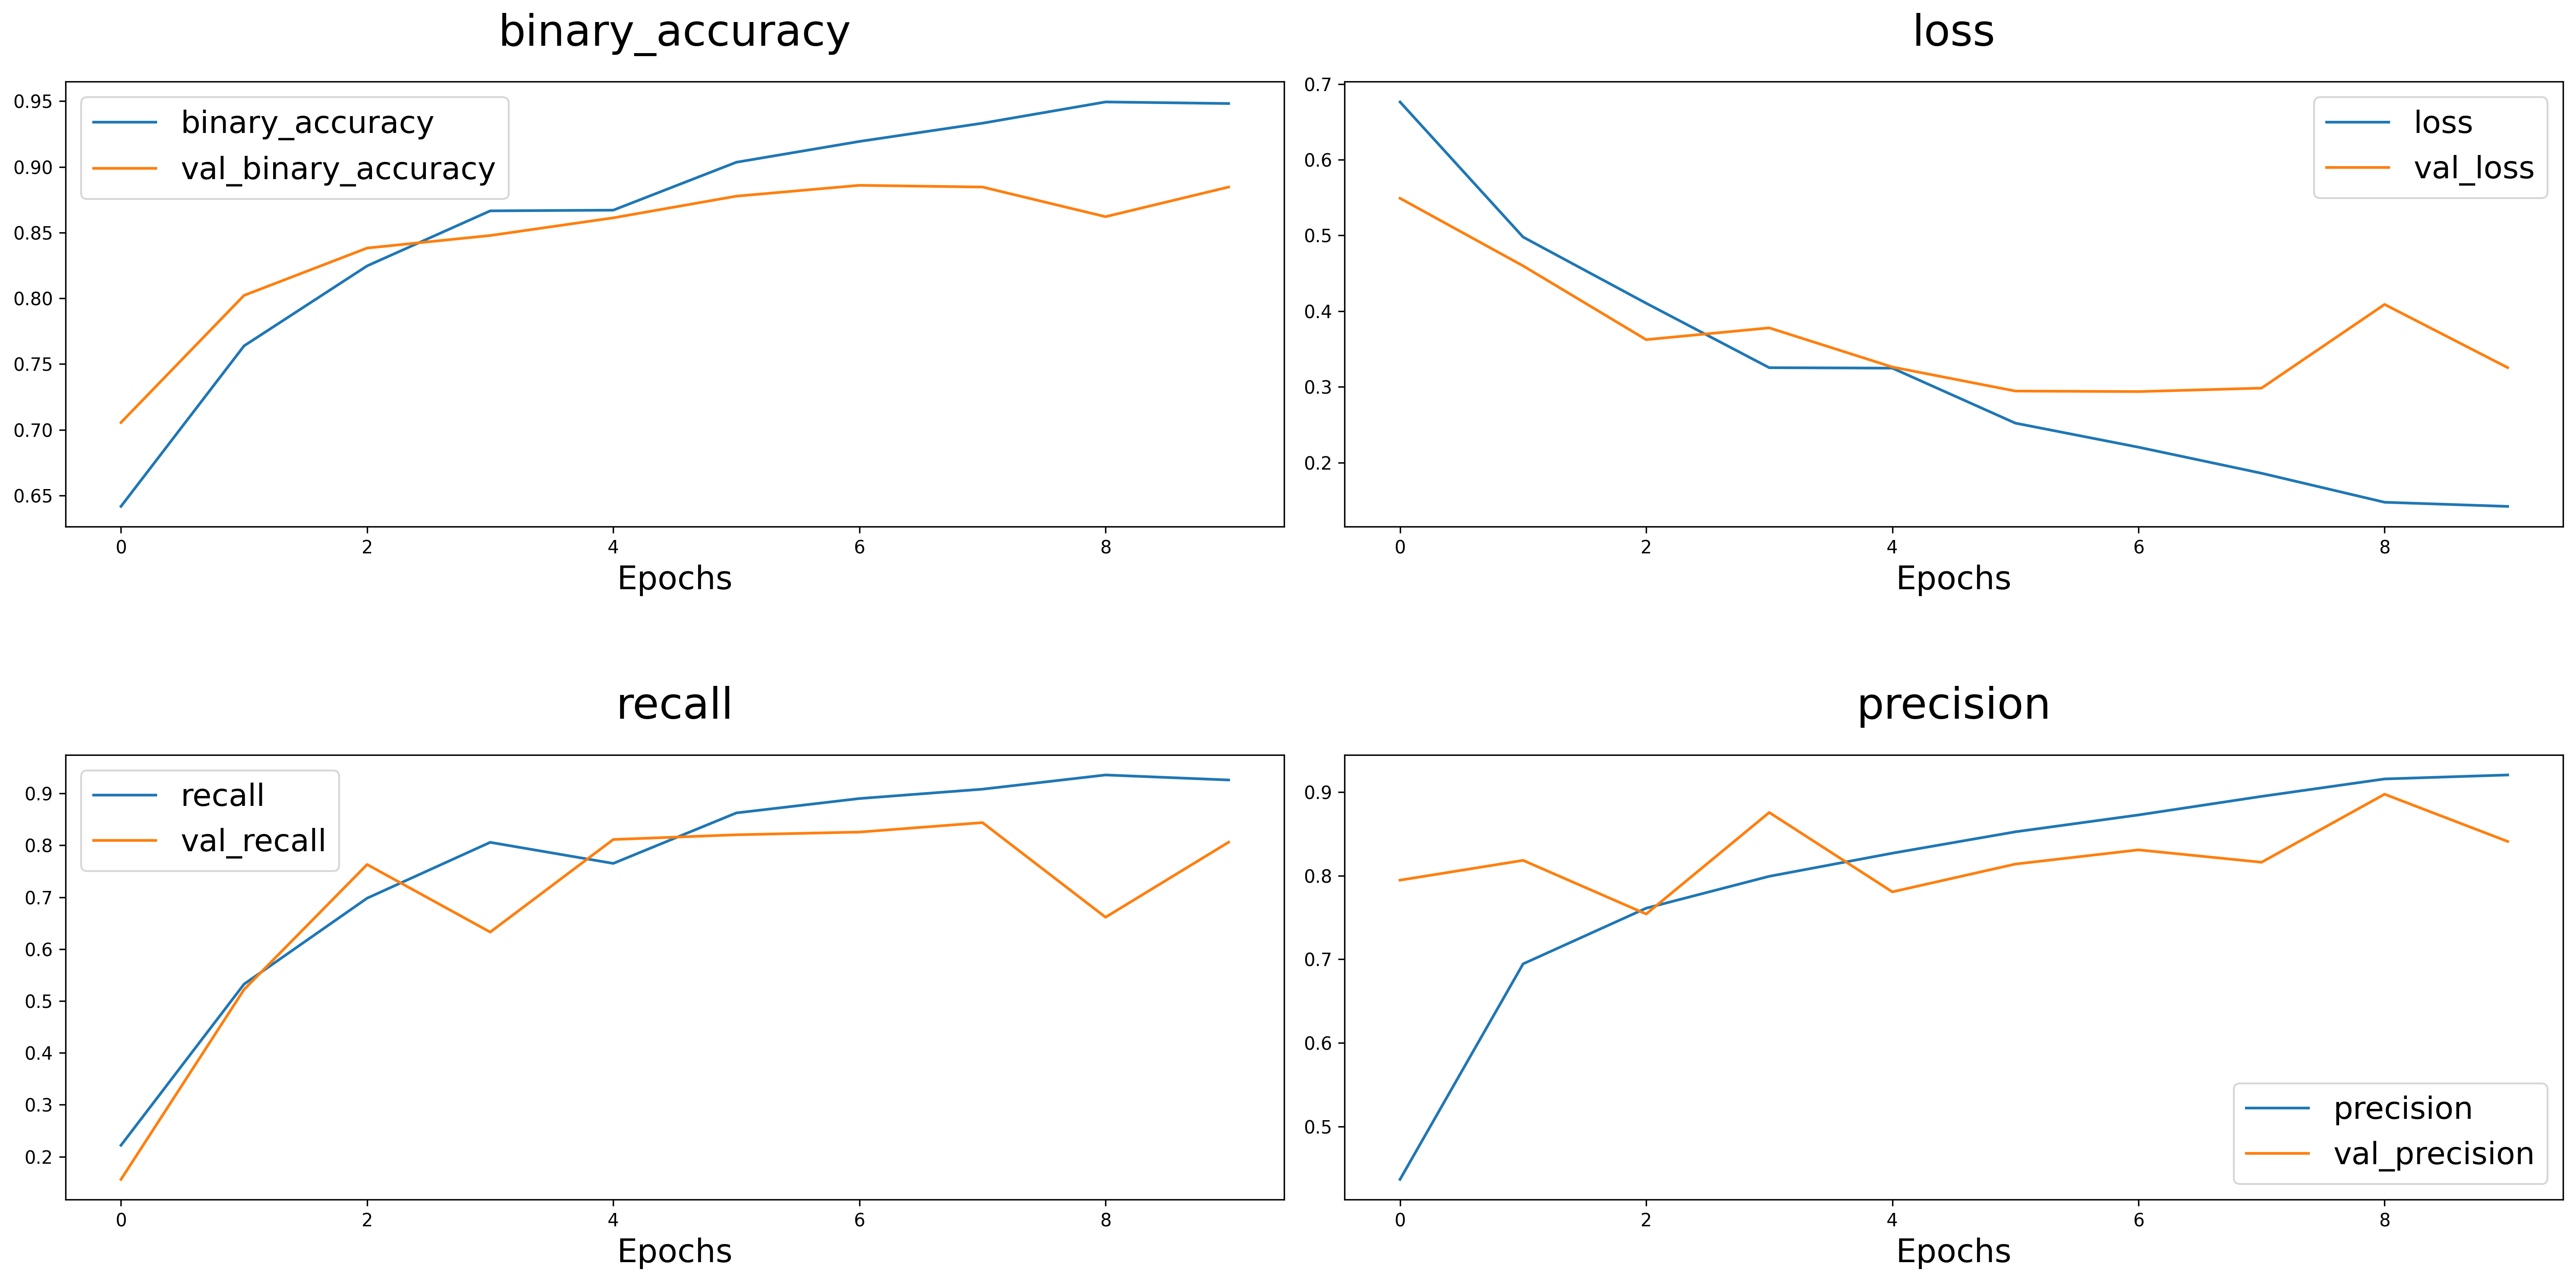 binary_accuracy
0.95
0.90
0.85
0.80
0.75
0.70
0.65
binary_accuracy
val_binary_accuracy
0 2 4 6 8
Epochs
loss
0.7
0.6
0.5
0.4
0.3
0.2
loss
val_loss
0 2 4 6 8
Epochs
recall
0.9
0.8
0.7
0.6
0.5
0.4
0.3
0.2
recall
val_recall
0 2 4 6 8
Epochs
precision
0.9
0.8
0.7
0.6
0.5
precision
val_precision
0 2 4 6 8
Epochs